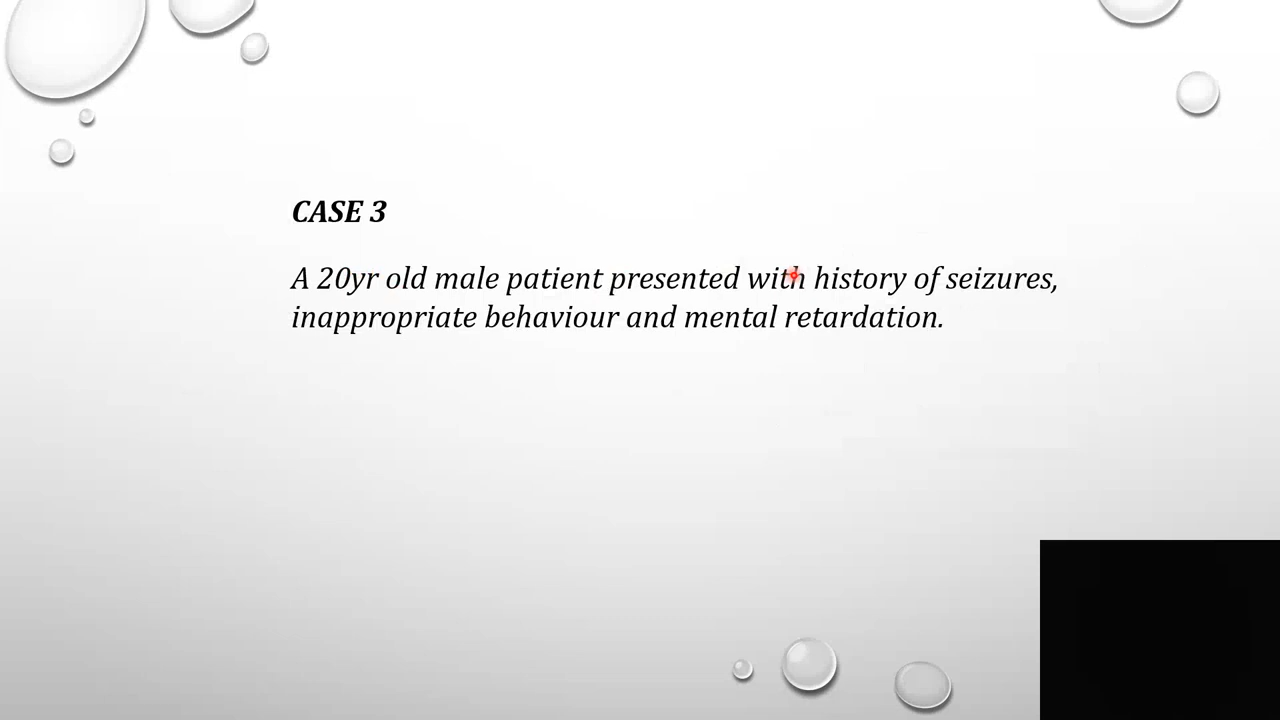 CASE 3
A 20yr old male patient presented with history of seizures,
inappropriate behaviour and mental retardation.